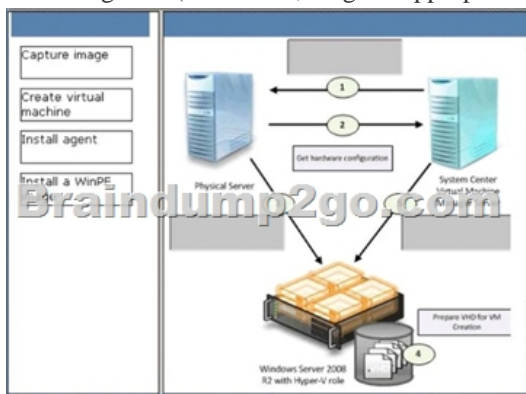 Capture image
Create virtual
machine
Install agent
Install a WinPE
1
2
Get hardware configuration
Physical Server
System Center
Virtual Machine
Braindump2go.com
Prepare VHD for VM
Creation
4
Windows Server 2008
R2 with Hyper-V role